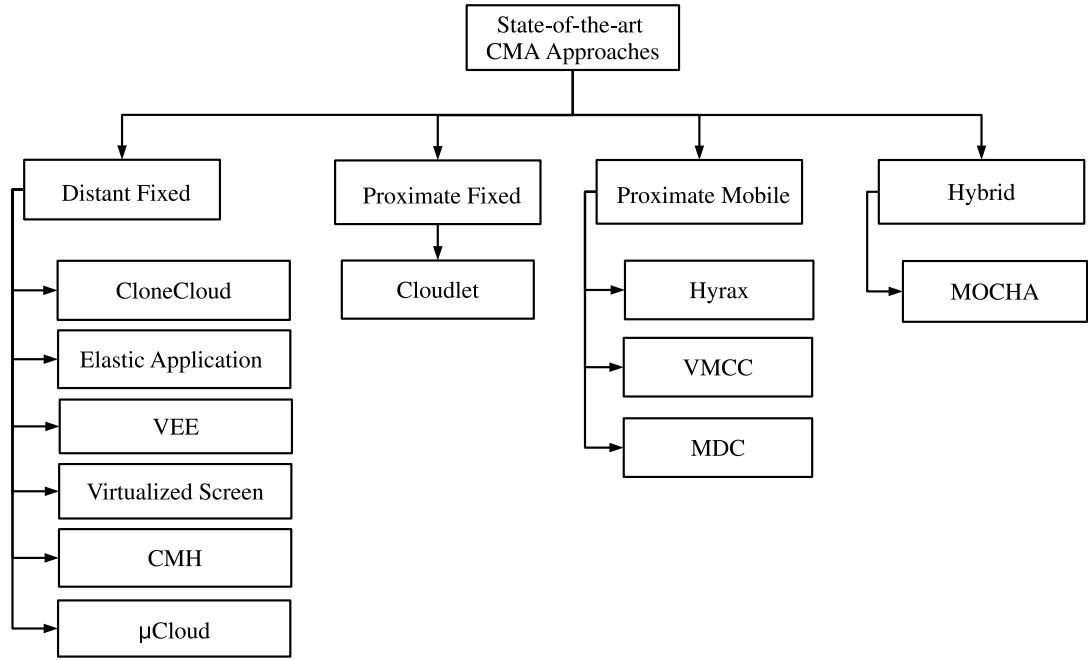 State-of-the-art
CMA Approaches
Distant Fixed
Proximate Fixed
Proximate Mobile
Hybrid
CloneCloud
Elastic Application
VEE
Virtualized Screen
CMH
µCloud
Cloudlet
Hyrax
VMCC
MDC
MOCHA